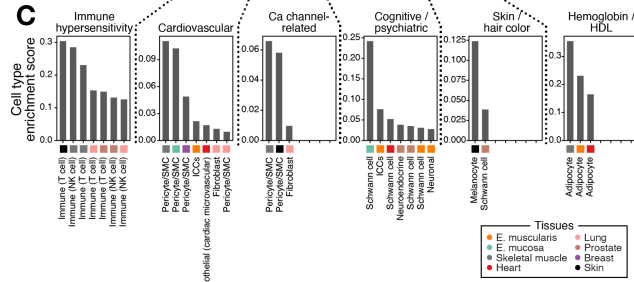 C
Immune
hypersensitivity
Cardiovascular
Ca channel-
related
Cognitive /
psychiatric
Skin /
hair color
Hemoglobin /
HDL
Cell type
enrichment score
0.3
0.2
0.1
0.0
0.09
0.06
0.03
0.00
0.06
0.04
0.02
0.00
0.25
0.20
0.15
0.10
0.05
0.00
0.125
0.100
0.075
0.050
0.025
0.000
0.3
0.2
0.1
0.0
Immune (T cell)
Immune (NK cell)
Immune (T cell)
Immune (T cell)
Immune (T cell)
Immune (NK cell)
Immune (NK cell)
Pericyte/SMC
Pericyte/SMC
Pericyte/SMC
ICCs
othelial (cardiac microvascular)
Fibroblast
Pericyte/SMC
Pericyte/SMC
Pericyte/SMC
Fibroblast
Schwann cell
ICCs
Schwann cell
Neuroendocrine
Schwann cell
Schwann cell
Neuronal
Melanocyte
Schwann cell
Adipocyte
Adipocyte
Adipocyte
Tissues
E. muscularis
E. mucosa
Skeletal muscle
Heart
Lung
Prostate
Breast
Skin